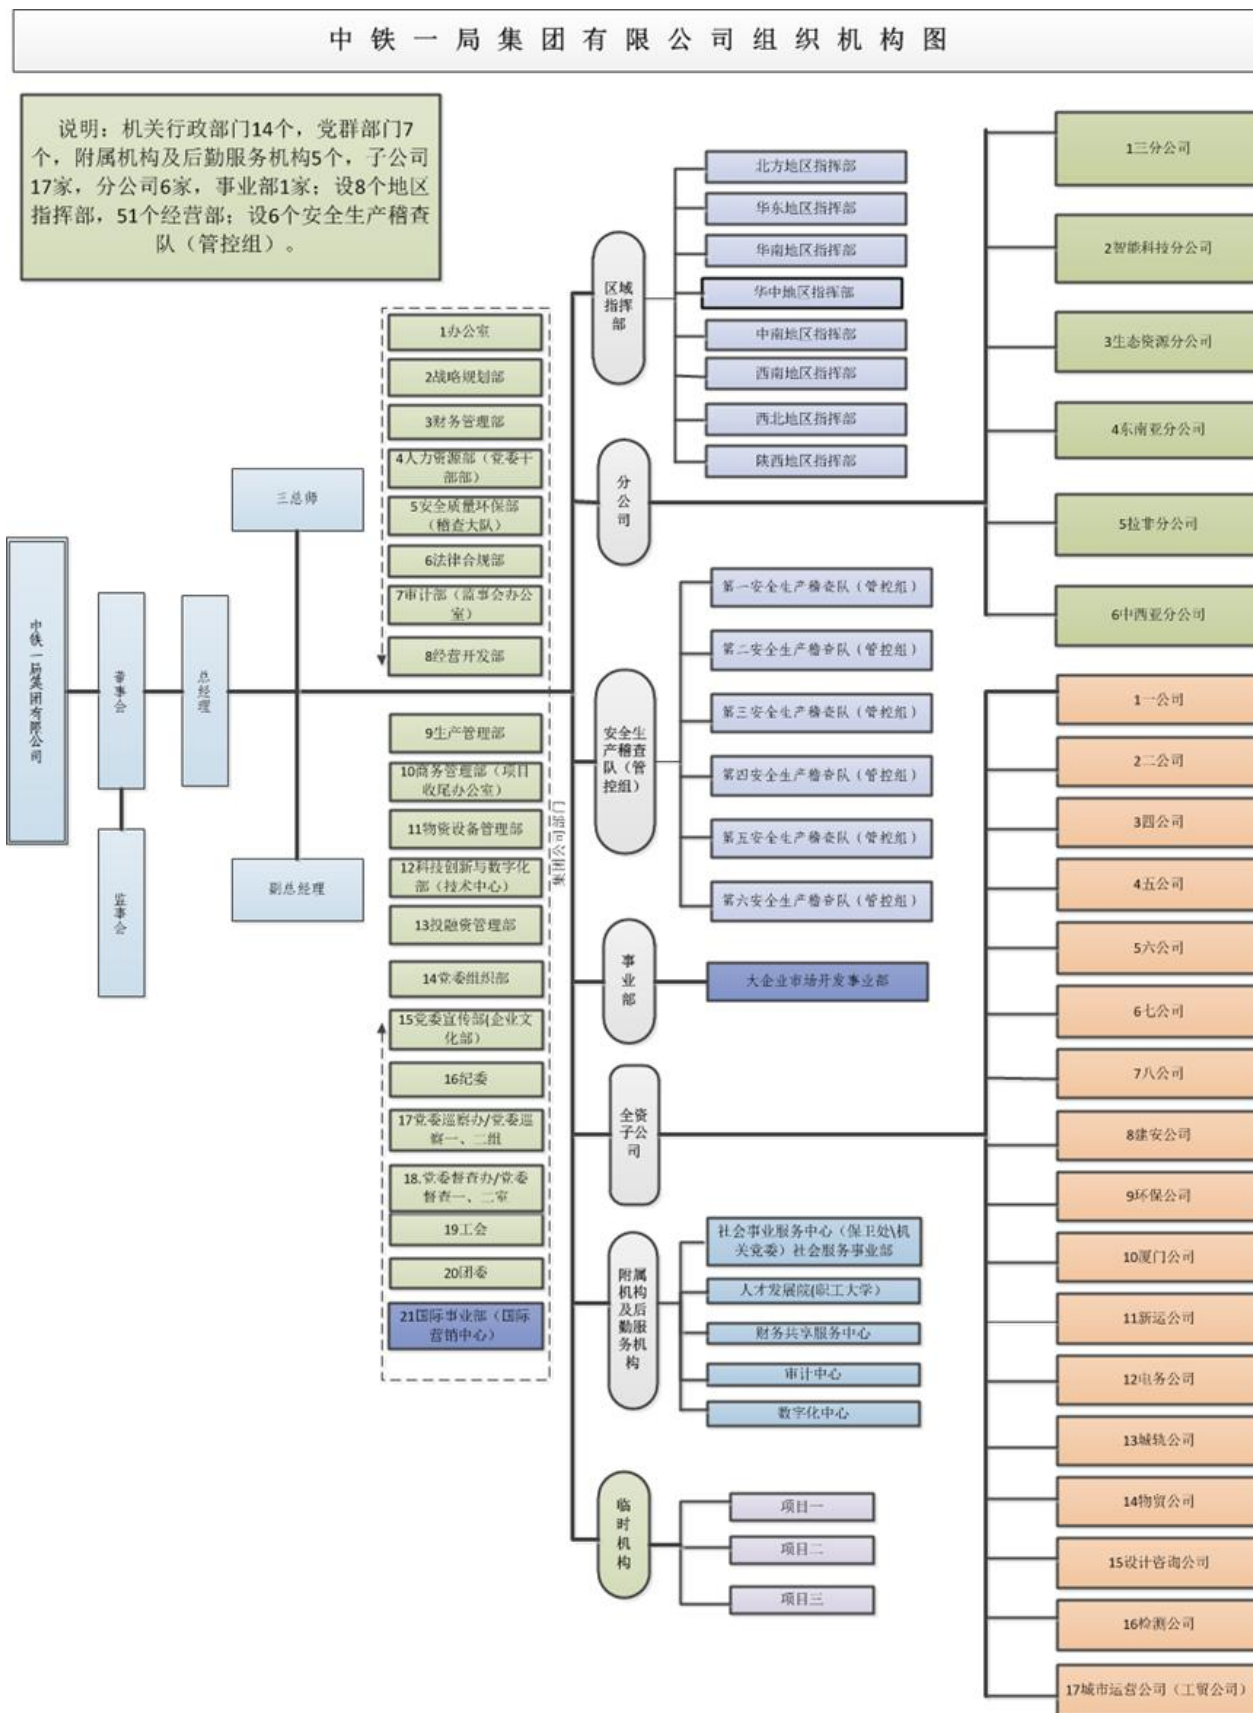 中铁一局集团有限公司组织机构图
说明：机关行政部门14个，党群部门7
个，附属机构及后勤服务机构5个，子公司
17家，分公司6家，事业部1家；设8个地区
指挥部，51个经营部；设6个安全生产稽查
队（管控组）。
中铁一局集团有限公司
董事会
监事会
总经理
三总师
副总经理
1办公室
2战略规划部
3财务管理部
4人力资源部（党委干
部部）
5安全质量环保部
（稽查大队）
6法律合规部
7审计部（监事会办公
室）
8经营开发部
9生产管理部
10商务管理部（项目
收尾办公室）
11物资设备管理部
12科技创新与数字化
部（技术中心）
13投融资管理部
14党委组织部
15党委宣传部(企业文
化部）
16纪委
17党委巡察办/党委巡
察一、二组
18.党委督查办/党委
督查一、二室
19工会
20团委
21国际事业部（国际
营销中心）
集团公司部门
区域
指挥
部
北方地区指挥部
华东地区指挥部
华南地区指挥部
华中地区指挥部
中南地区指挥部
西南地区指挥部
西北地区指挥部
陕西地区指挥部
分
公
司
1三分公司
2智能科技分公司
3生态资源分公司
4东南亚分公司
5拉非分公司
6中西亚分公司
安全生
产稽查
队（管
控组）
第一安全生产稽查队（管控组）
第二安全生产稽查队（管控组）
第三安全生产稽查队（管控组）
第四安全生产稽查队（管控组）
第五安全生产稽查队（管控组）
第六安全生产稽查队（管控组）
事
业
部
大企业市场开发事业部
全资
子公
司
1一公司
2二公司
3四公司
4五公司
5六公司
6七公司
7八公司
8建安公司
9环保公司
10厦门公司
11新运公司
12电务公司
13城轨公司
14物贸公司
15设计咨询公司
16检测公司
17城市运营公司（工贸公司）
附属
机构
及后
勤服
务机
构
社会事业服务中心（保卫处\机
关党委）社会服务事业部
人才发展院(职工大学）
财务共享服务中心
审计中心
数字化中心
临
时
机
构
项目一
项目二
项目三